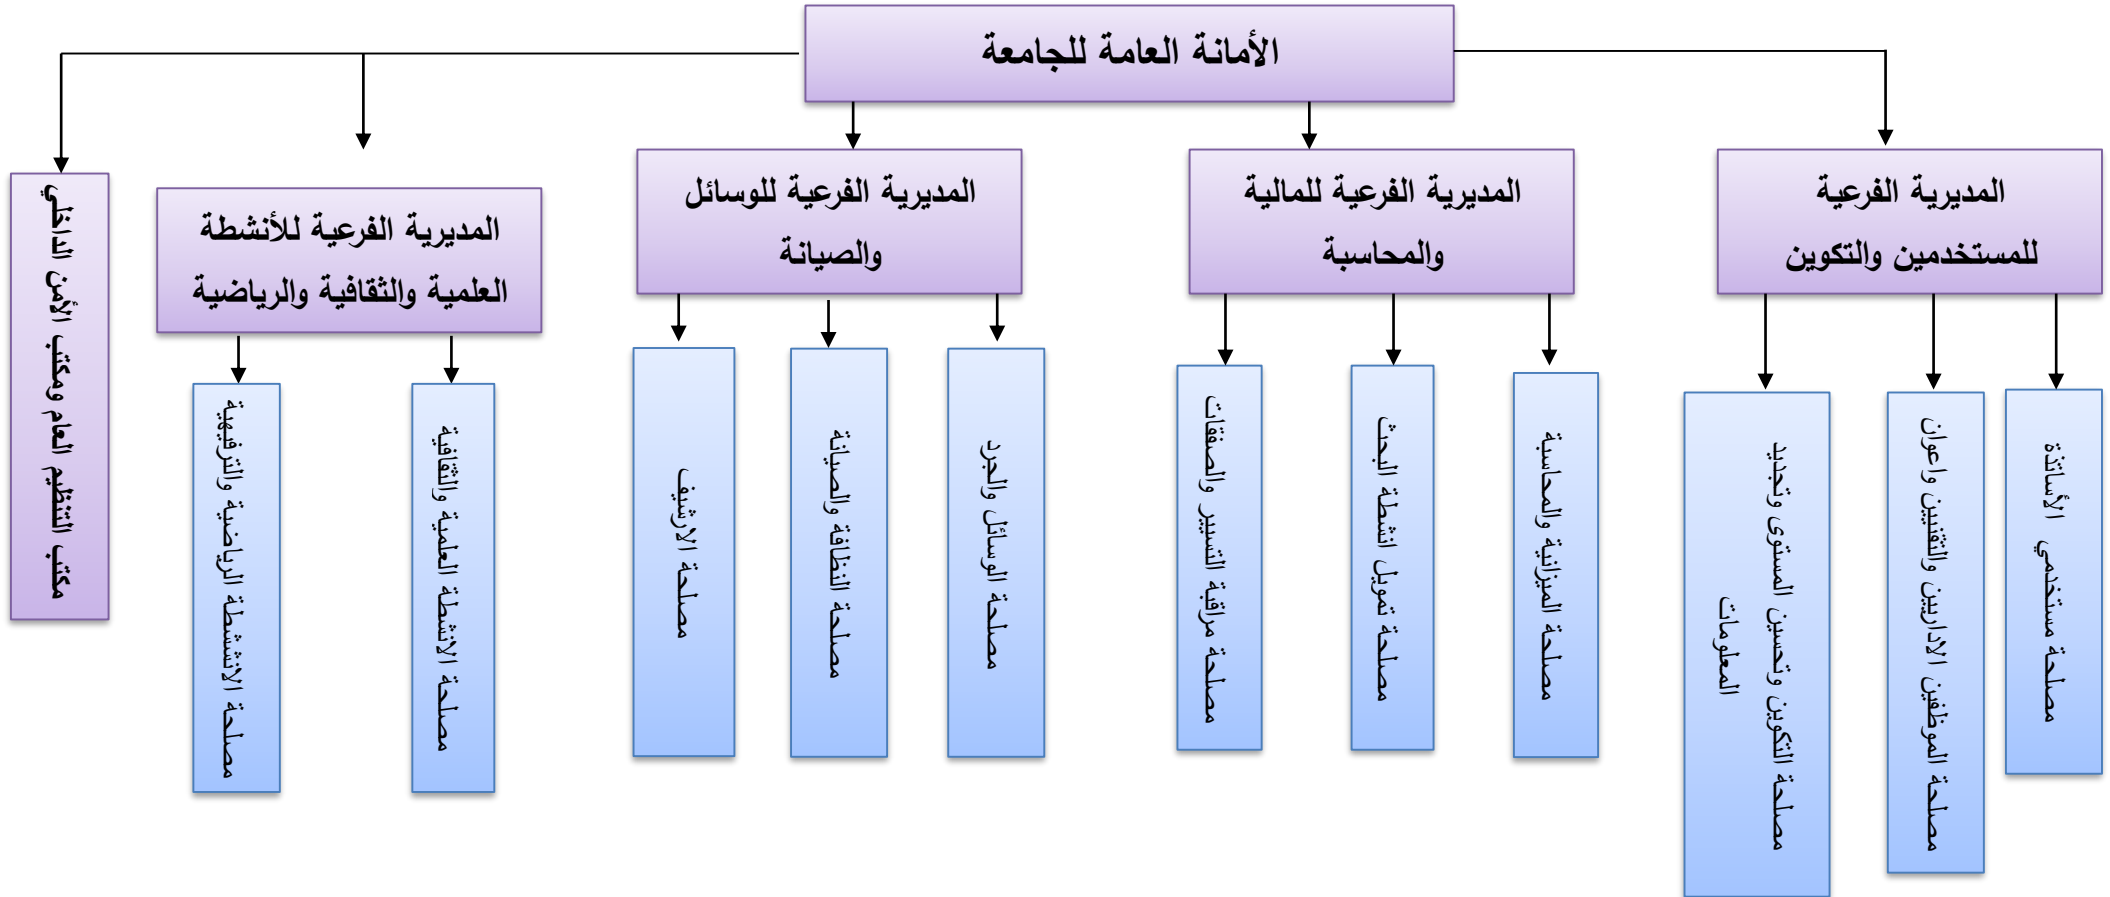 الأمانة العامة للجامعة
المديرية الفرعية
للمستخدمين والتكوين
المديرية الفرعية للمالية
والمحاسبة
المديرية الفرعية للوسائل
والصيانة
المديرية الفرعية للأنشطة
العلمية والثقافية والرياضية
مكتب التنظيم العام ومكتب الأمن الداخلي
مصلحة مستخدمي الأساتذة
مصلحة الموظفين الاداريين والتقنيين واعوان
مصلحة التكوين وتحسين المستوى وتجديد
المعلومات
مصلحة الميزانية والمحاسبة
مصلحة تمويل انشطة البحث
مصلحة مراقبة التسيير والصفقات
مصلحة الوسائل والجرد
مصلحة النظافة والصيانة
مصلحة الارشيف
مصلحة الانشطة العلمية والثقافية
مصلحة الانششطة الرياضية والترفيهية